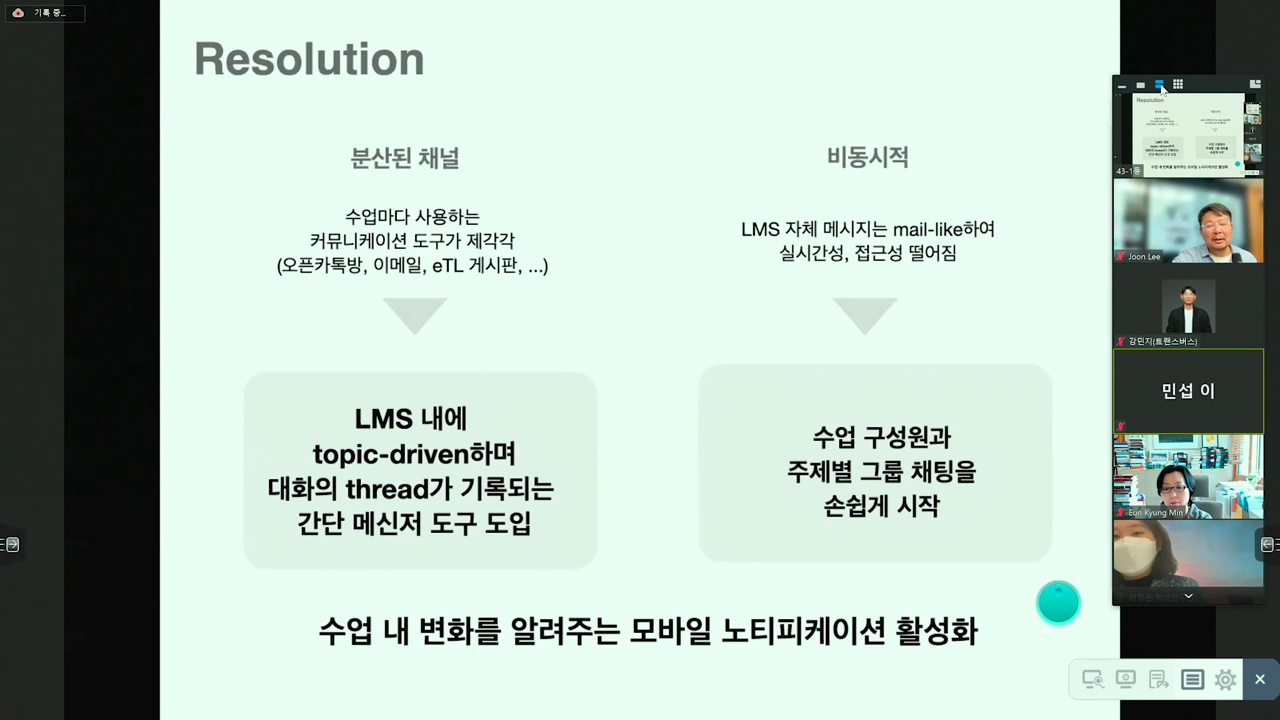 기록 중...
Resolution
분산된 채널
수업마다 사용하는
커뮤니케이션 도구가 제각각
(오픈카톡방, 이메일, eTL 게시판, ...)
LMS 내에
topic-driven하며
대화의 thread가 기록되는
간단 메신저 도구 도입
비동시적
LMS 자체 메시지는 mail-like하여
실시간성, 접근성 떨어짐
수업 구성원과
주제별 그룹 채팅을
손쉽게 시작
수업 내 변화를 알려주는 모바일 노티피케이션 활성화
Resolution
43-1동
Joon Lee
강민지(트랜스버스)
민섭 이
Eun Kyung Min